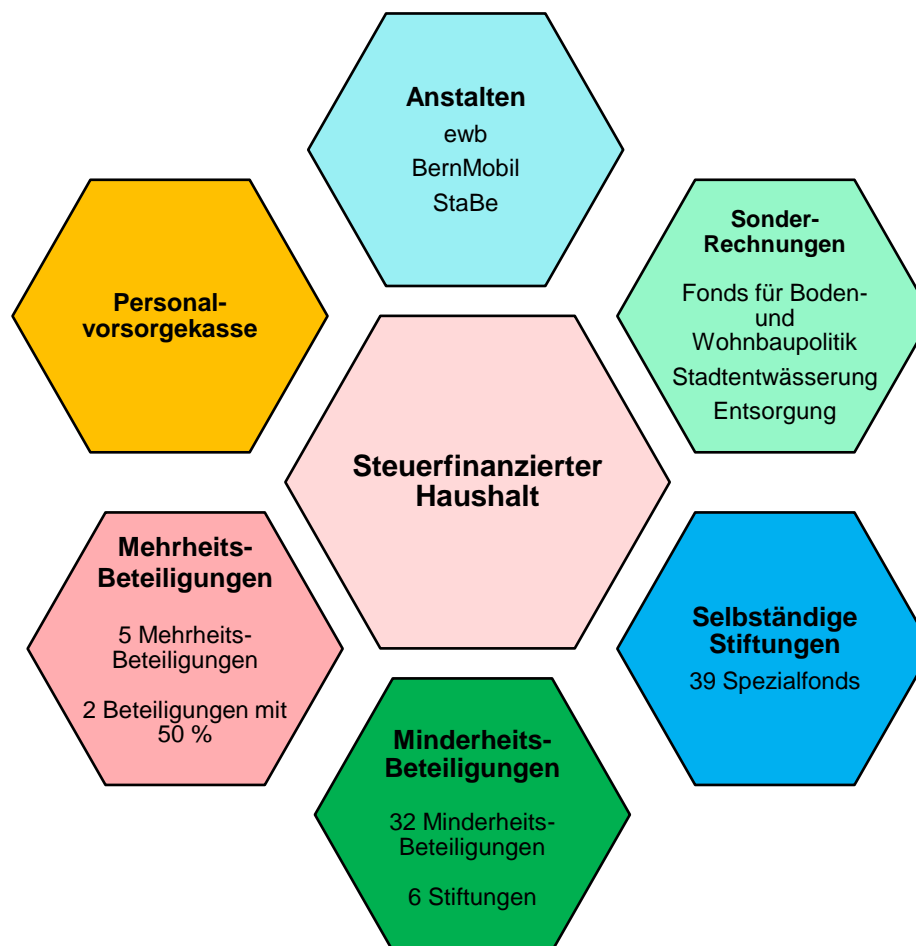 Anstalten
ewb
BernMobil
StaBe
Sonder-
Rechnungen
Fonds für Boden-
und
Wohnbaupolitik
Stadtentwässerung
Entsorgung
Personal-
vorsorgekasse
Steuerfinanzierter
Haushalt
Mehrheits-
Beteiligungen
5 Mehrheits-
Beteiligungen
2 Beteiligungen mit
50 %
Selbständige
Stiftungen
39 Spezialfonds
Minderheits-
Beteiligungen
32 Minderheits-
Beteiligungen
6 Stiftungen